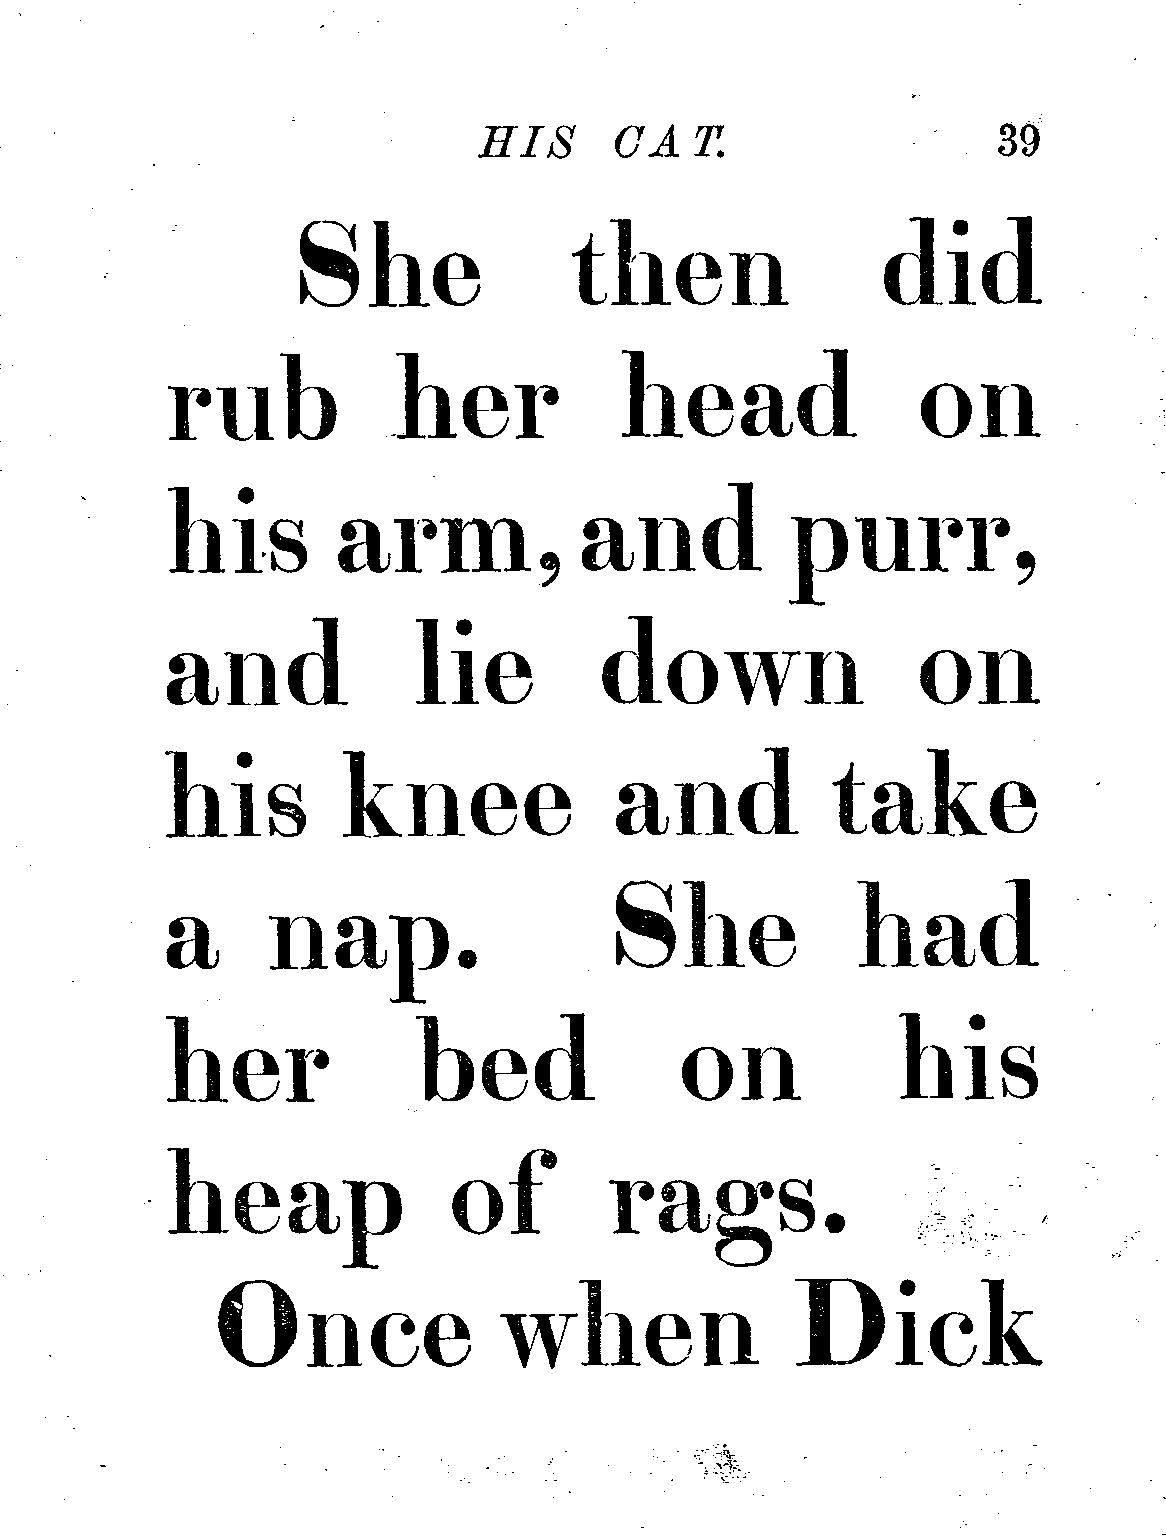 HIS CAT. 39
She then did
rub her head on
his arm, and purr,
and lie down on
his knee and take
a nap. She had
her bed on his
heap of rags.
Once when Dick